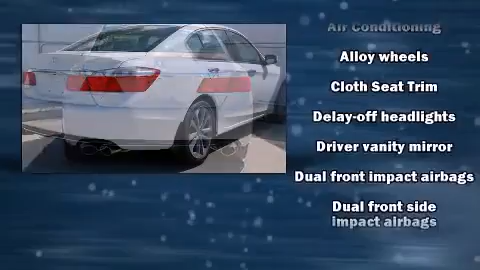 Air Conditioning
Alloy wheels
Cloth Seat Trim
Delay-off headlights
Driver vanity mirror
Dual front impact airbags
Dual front side
impact airbags